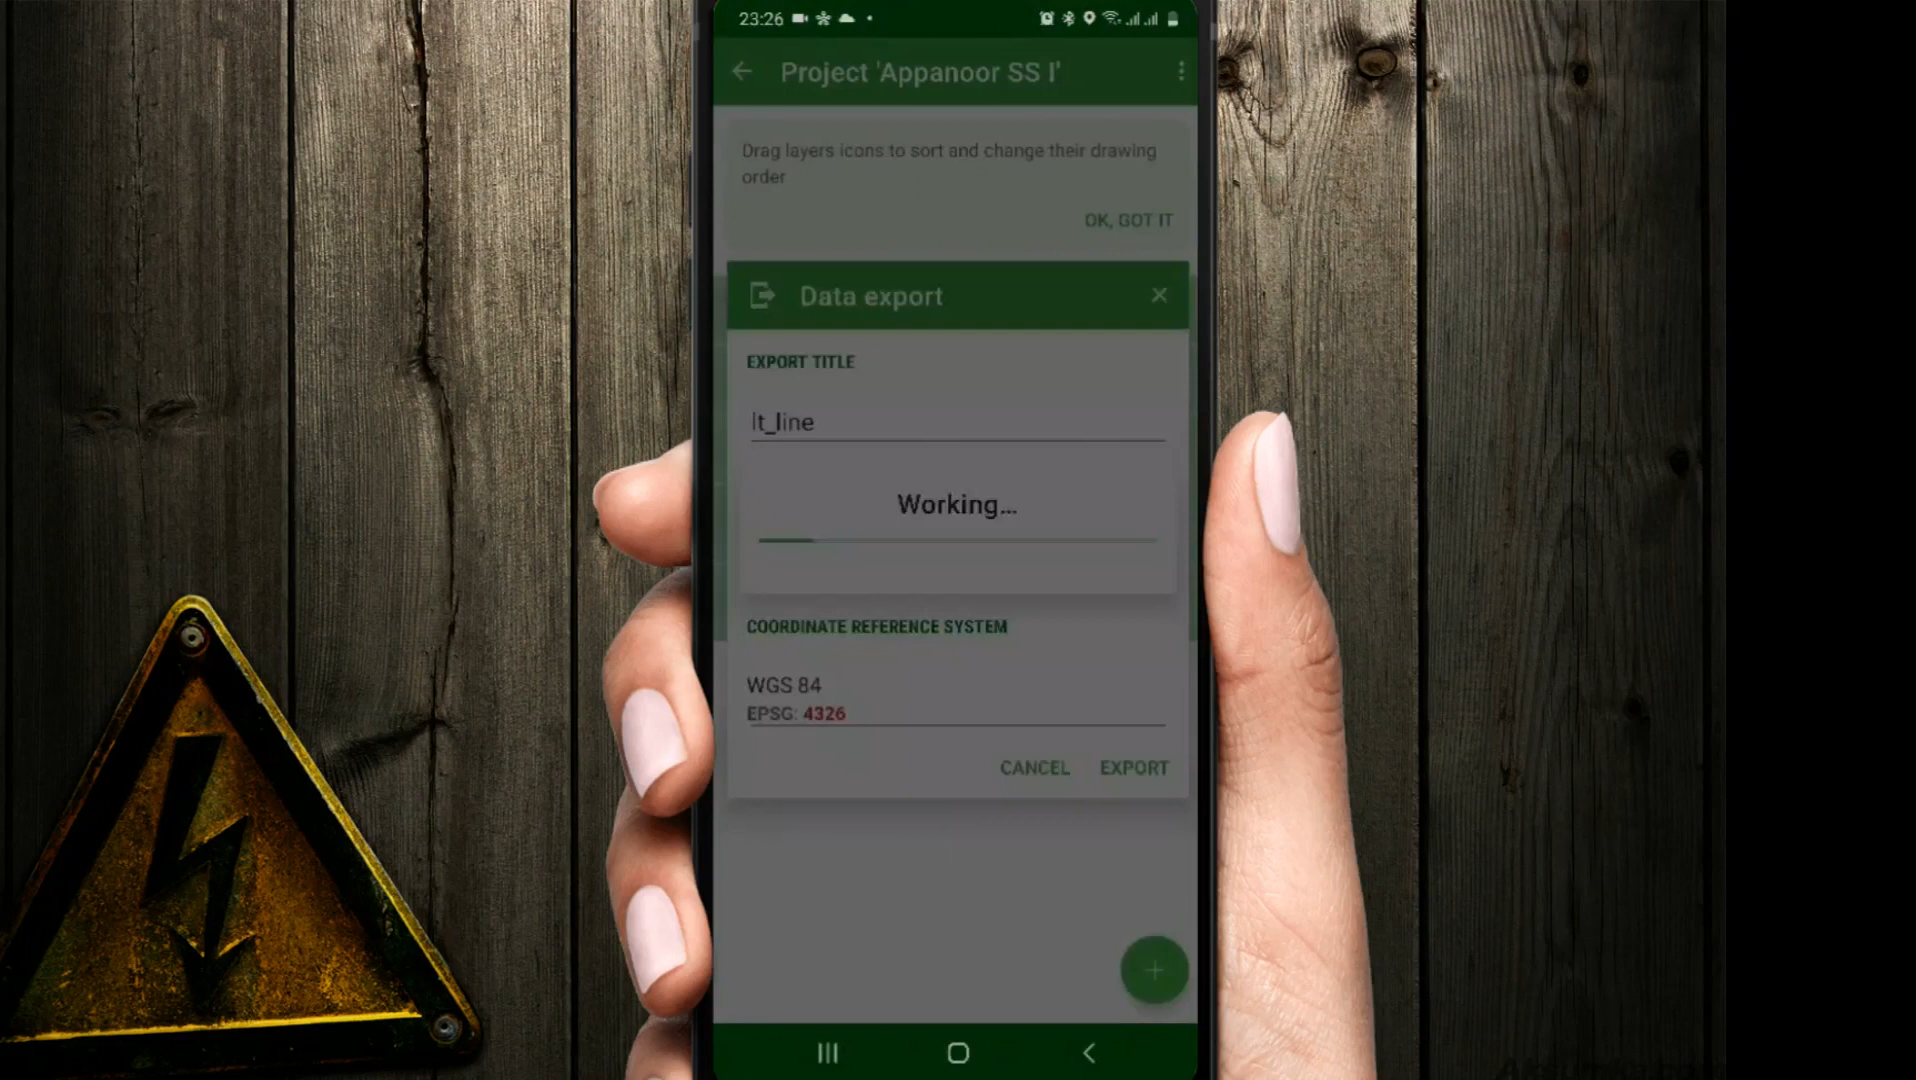 23:26
Project 'Appanoor SS I'
Drag layers icons to sort and change their drawing
order
OK, GOT IT
Data export
EXPORT TITLE
lt_line
Working...
COORDINATE REFERENCE SYSTEM
WGS 84
EPSG: 4326
CANCEL EXPORT